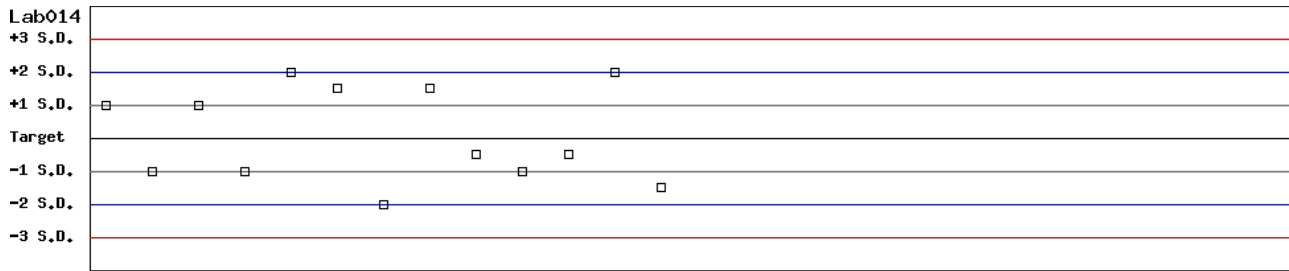 Lab014
+3 S.D.
+2 S.D.
+1 S.D.
Target
-1 S.D.
-2 S.D.
-3 S.D.